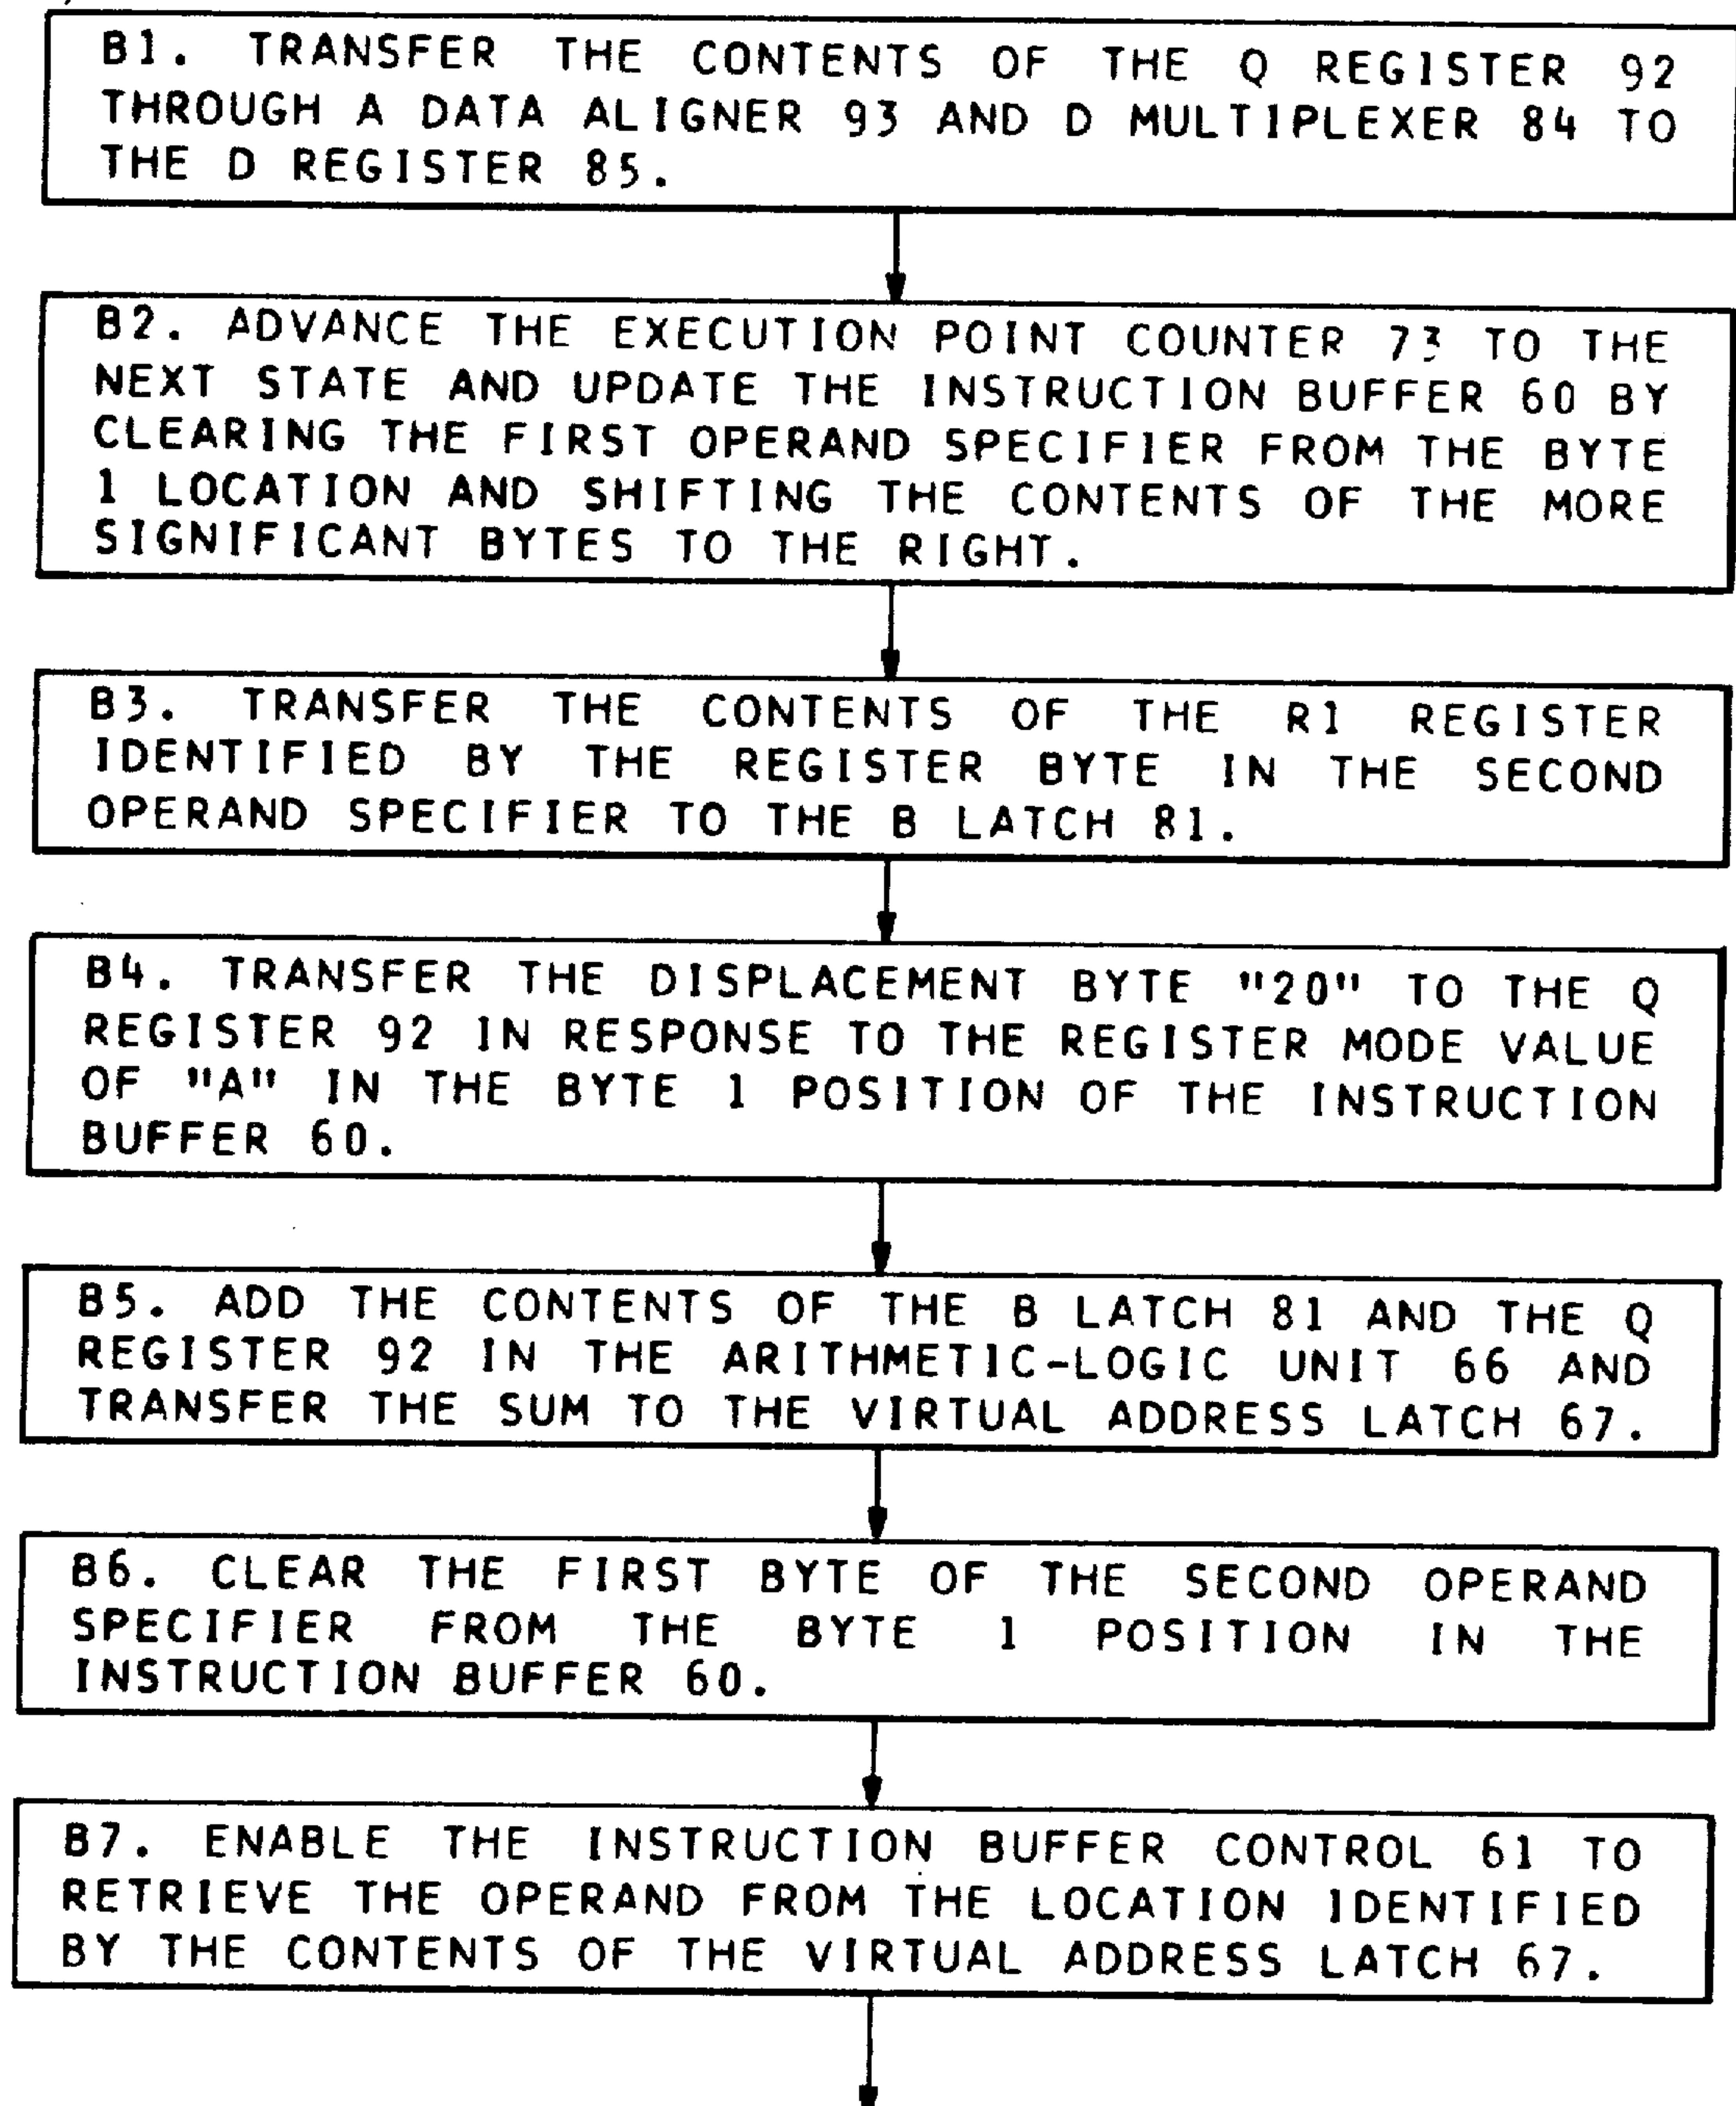 B1. TRANSFER THE CONTENTS OF THE Q REGISTER 92
THROUGH A DATA ALIGNER 93 AND D MULTIPLEXER 84 TO
THE D REGISTER 85.
B2. ADVANCE THE EXECUTION POINT COUNTER 73 TO THE
NEXT STATE AND UPDATE THE INSTRUCTION BUFFER 60 BY
CLEARING THE FIRST OPERAND SPECIFIER FROM THE BYTE
1 LOCATION AND SHIFTING THE CONTENTS OF THE MORE
SIGNIFICANT BYTES TO THE RIGHT.
B3. TRANSFER THE CONTENTS OF THE R1 REGISTER
IDENTIFIED BY THE REGISTER BYTE IN THE SECOND
OPERAND SPECIFIER TO THE B LATCH 81.
B4. TRANSFER THE DISPLACEMENT BYTE "20" TO THE Q
REGISTER 92 IN RESPONSE TO THE REGISTER MODE VALUE
OF "A" IN THE BYTE 1 POSITION OF THE INSTRUCTION
BUFFER 60.
B5. ADD THE CONTENTS OF THE B LATCH 81 AND THE Q
REGISTER 92 IN THE ARITHMETIC-LOGIC UNIT 66 AND
TRANSFER THE SUM TO THE VIRTUAL ADDRESS LATCH 67.
B6. CLEAR THE FIRST BYTE OF THE SECOND OPERAND
SPECIFIER FROM THE BYTE 1 POSITION IN THE
INSTRUCTION BUFFER 60.
B7. ENABLE THE INSTRUCTION BUFFER CONTROL 61 TO
RETRIEVE THE OPERAND FROM THE LOCATION IDENTIFIED
BY THE CONTENTS OF THE VIRTUAL ADDRESS LATCH 67.